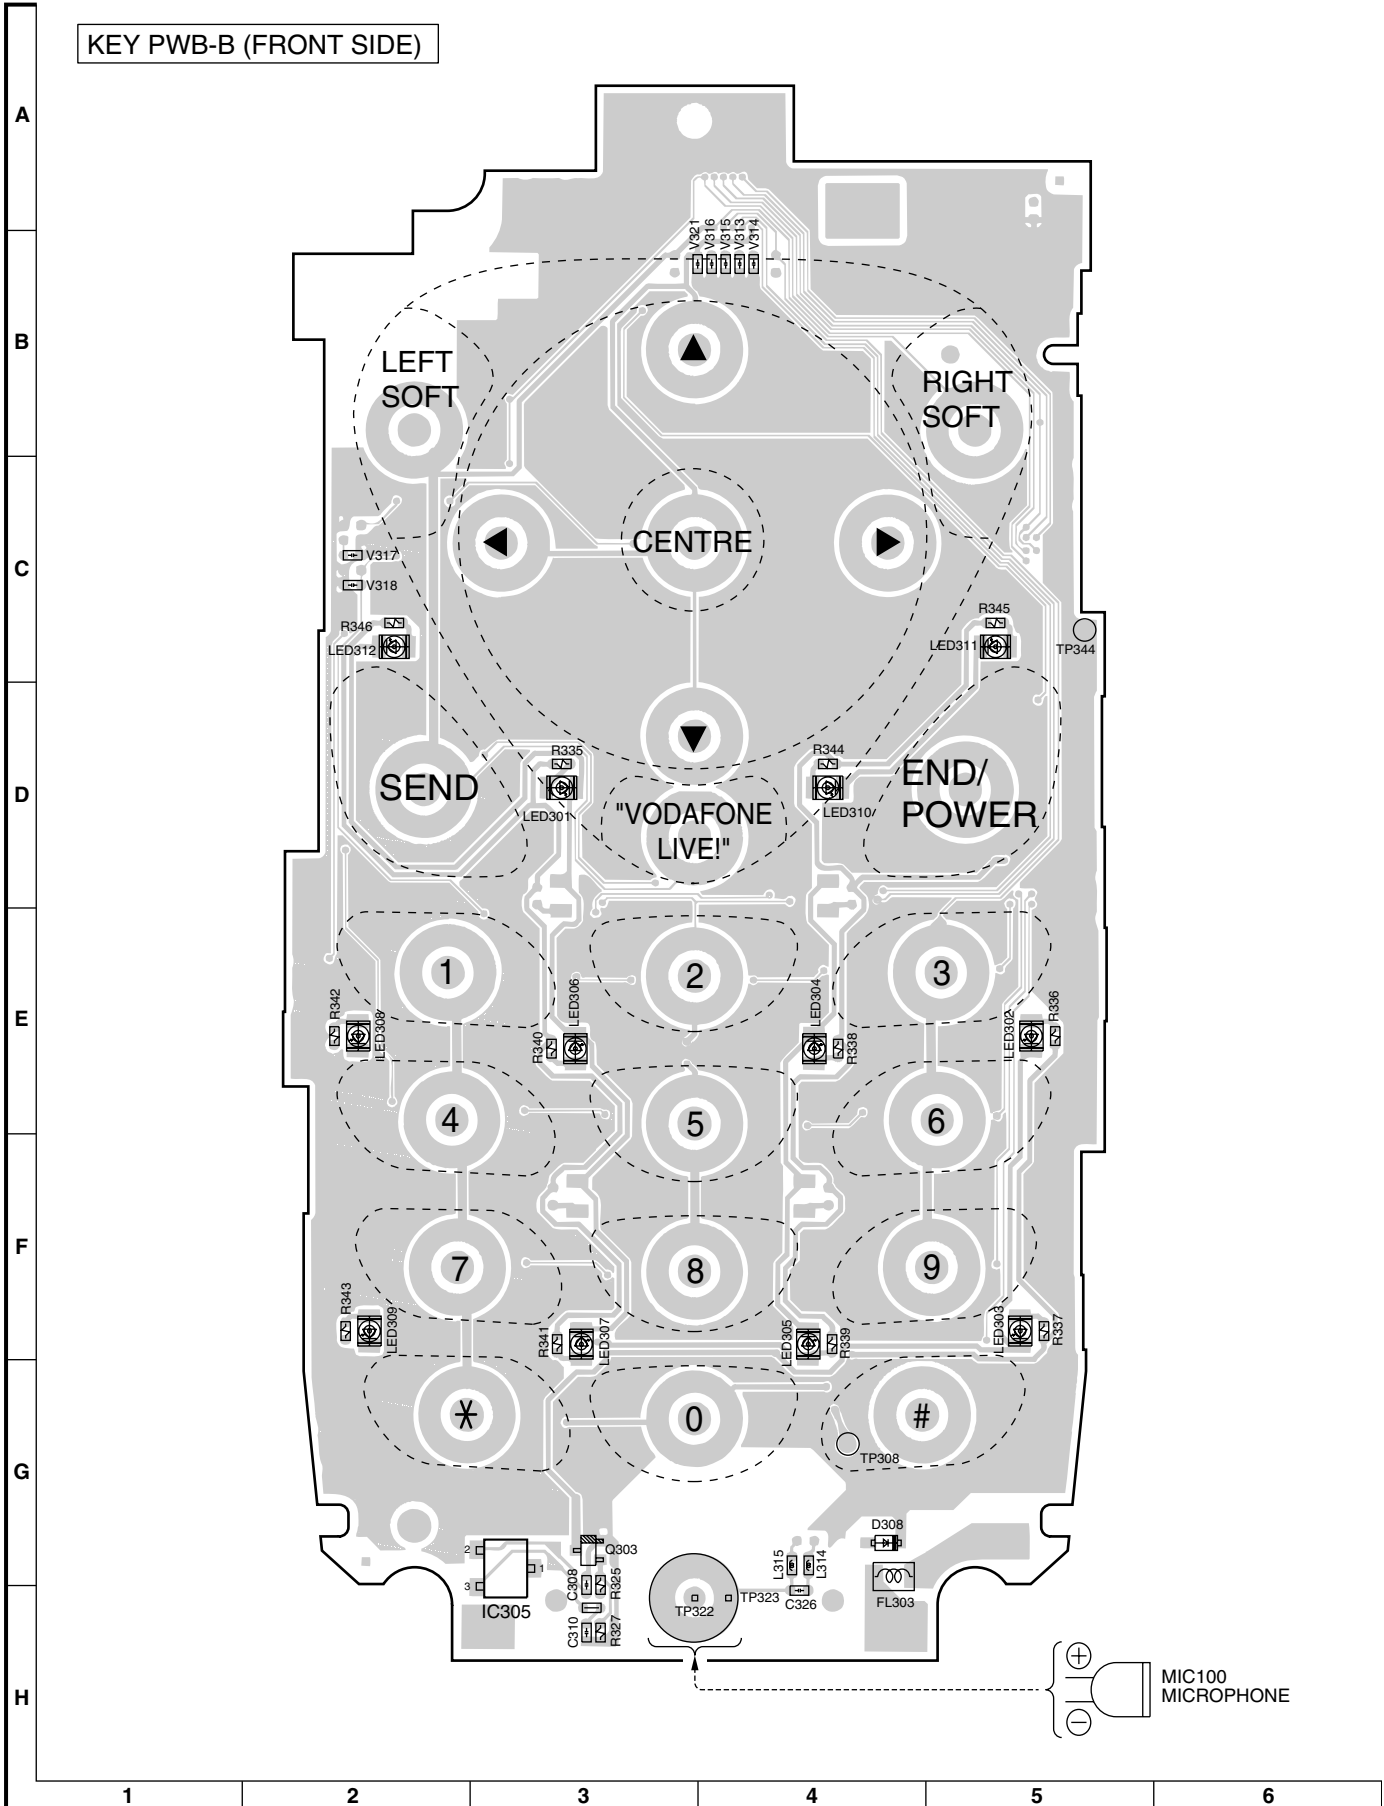 KEY PWB-B (FRONT SIDE)
A
V321
V316
V315
V313
V314
B
LEFT
SOFT
RIGHT
SOFT
C
CENTRE
V317
V318
R346
LED312
R345
LED311
TP344
D
SEND
R335
LED301
"VODAFONE
LIVE!"
R344
LED310
END/
POWER
1
2
3
E
R342
LED308
LED306
R340
LED304
R338
LED302
R336
4
5
6
F
7
8
9
R343
LED309
R341
LED307
LED305
R339
LED303
R337
*
0
#
G
TP308
D308
Q303
2
1
3
IC305
C308
R325
C310
R327
TP322
TP323
L315
L314
C326
FL303
H
+
−
MIC100
MICROPHONE
1
2
3
4
5
6